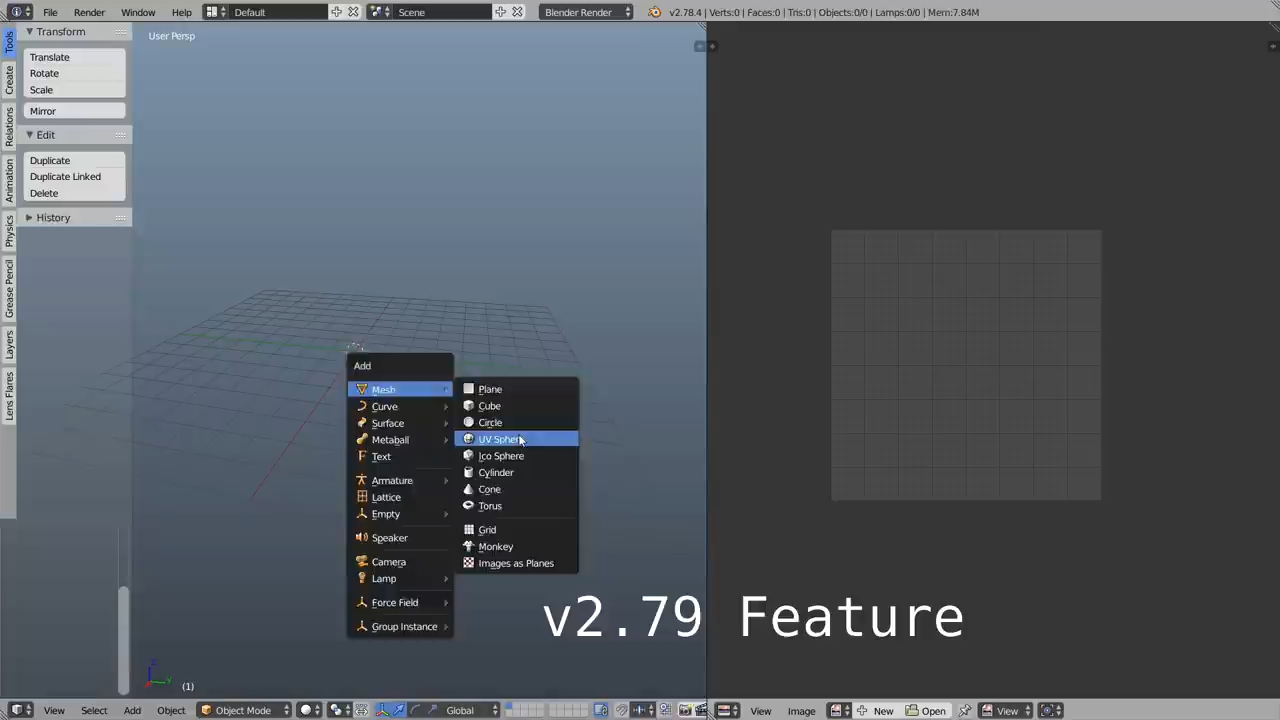 File Render Window Help Default Scene Blender Render v2.78.4 | Verts:0 | Faces:0 | Tris:0 | Objects:0/0 | Lamps:0/0 | Mem:7.84M
Tools
Create
Relations
Animation
Physics
Grease Pencil
Layers
Lens Flares
Transform
Translate
Rotate
Scale
Mirror
Edit
Duplicate
Duplicate Linked
Delete
History
User Persp
Add
Mesh
Curve
Surface
Metaball
Text
Armature
Lattice
Empty
Speaker
Camera
Lamp
Force Field
Group Instance
Plane
Cube
Circle
UV Sphere
Ico Sphere
Cylinder
Cone
Torus
Grid
Monkey
Images as Planes
v2.79 Feature
Z
Y
(1)
View Select Add Object Object Mode Global
View Image New Open View